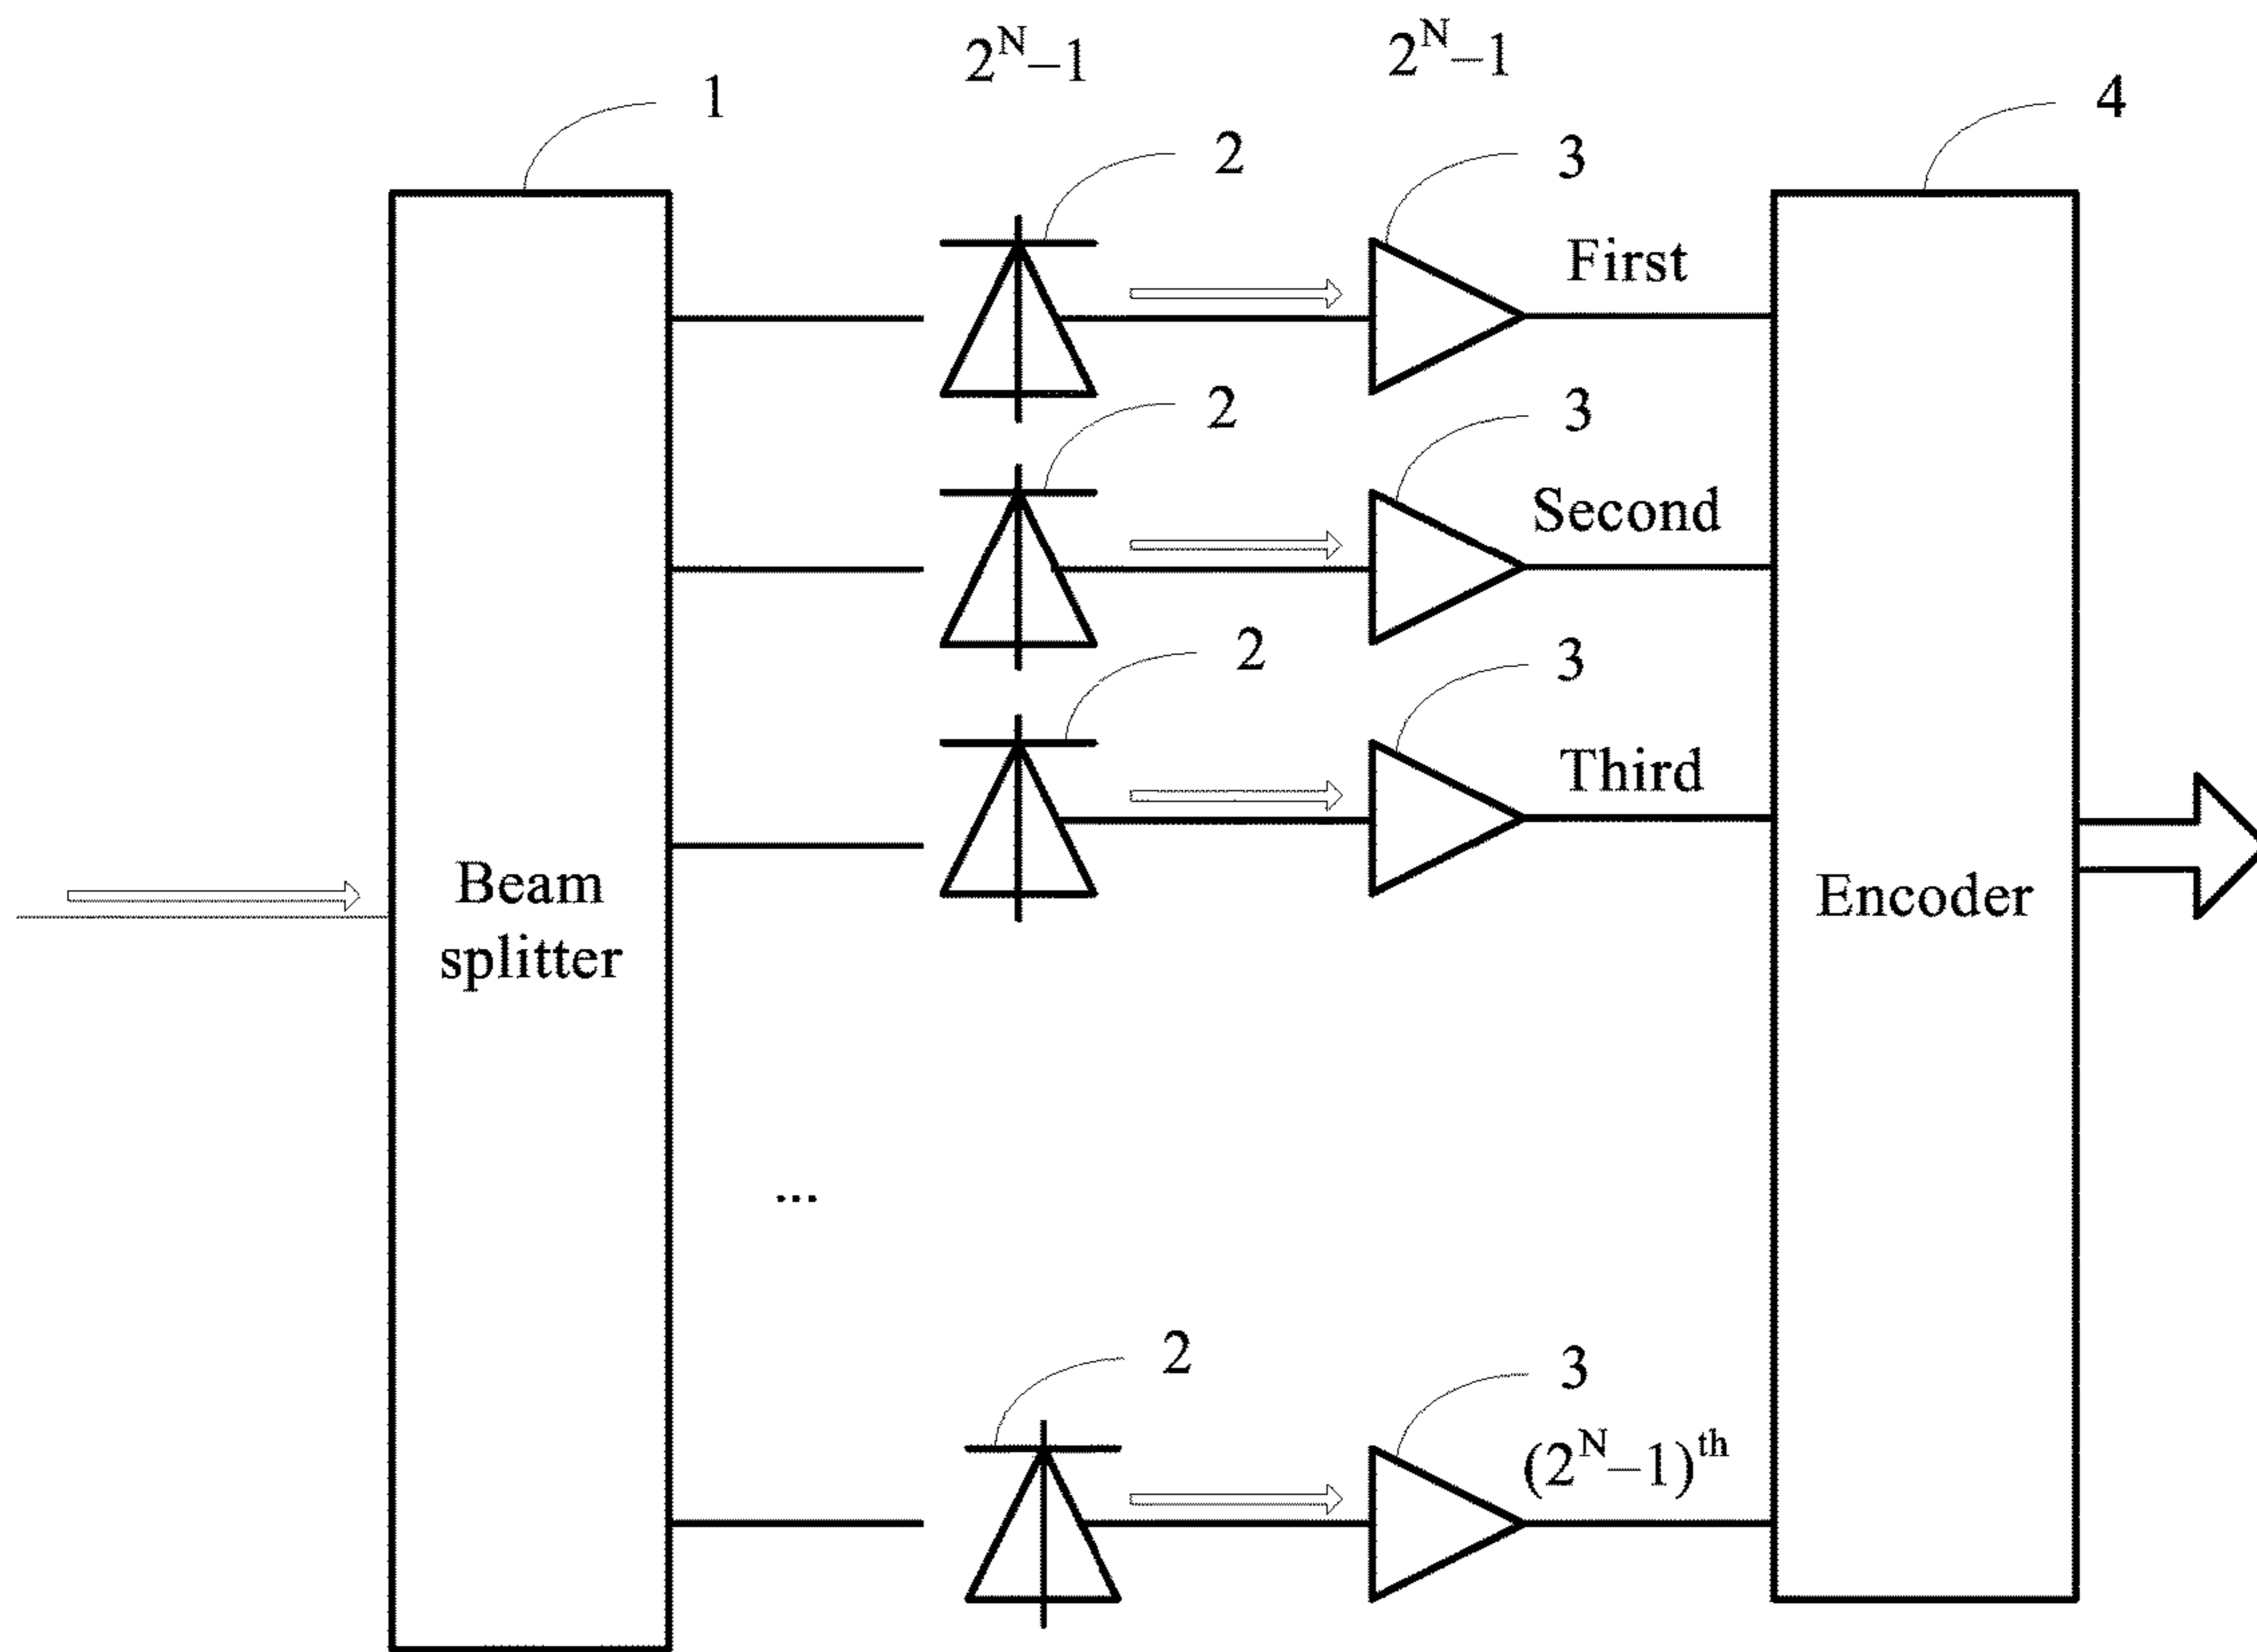 2^N–1 2^N–1
1 4
2 3
First
2 3
Second
2 3
Third
Beam
splitter
Encoder
...
2 3
(2^N–1)^th